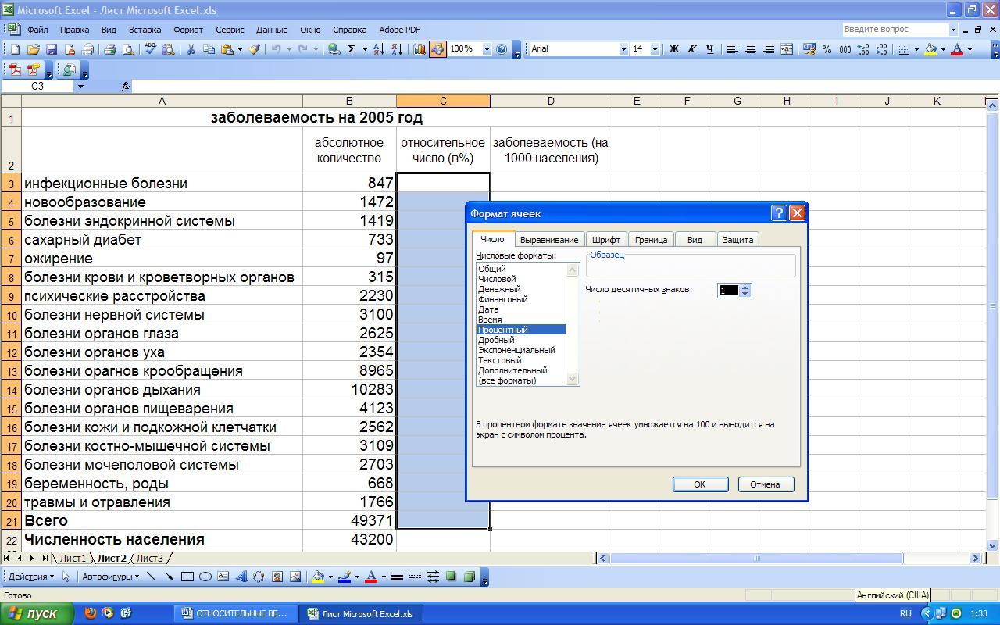 Microsoft Excel - Лист Microsoft Excel.xls
Файл Правка Вид Вставка Формат Сервис Данные Окно Справка Adobe PDF Введите вопрос
100% Arial 14 Ж К Ч % 000
C3 fx
A B C D E F G H I J K
1 заболеваемость на 2005 год
абсолютное относительное заболеваемость (на
2 количество число (в%) 1000 населения)
3 инфекционные болезни 847
4 новообразование 1472
5 болезни эндокринной системы 1419
6 сахарный диабет 733
7 ожирение 97
8 болезни крови и кроветворных органов 315
9 психические расстройства 2230
10 болезни нервной системы 3100
11 болезни органов глаза 2625
12 болезни органов уха 2354
13 болезни орагнов крообращения 8965
14 болезни органов дыхания 10283
15 болезни органов пищеварения 4123
16 болезни кожи и подкожной клетчатки 2562
17 болезни костно-мышечной системы 3109
18 болезни мочеполовой системы 2703
19 беременность, роды 668
20 травмы и отравления 1766
21 Всего 49371
22 Численность населения 43200
Формат ячеек
Число Выравнивание Шрифт Граница Вид Защита
Числовые форматы:
Общий
Числовой
Денежный
Финансовый
Дата
Время
Процентный
Дробный
Экспоненциальный
Текстовый
Дополнительный
(все форматы)
Образец
Число десятичных знаков: 1
В процентном формате значение ячеек умножается на 100 и выводится на
экран с символом процента.
ОК Отмена
Лист1 Лист2 Лист3
Действия Автофигуры
Готово
Английский (США)
пуск ОТНОСИТЕЛЬНЫЕ ВЕ... Лист Microsoft Excel.xls RU 1:33